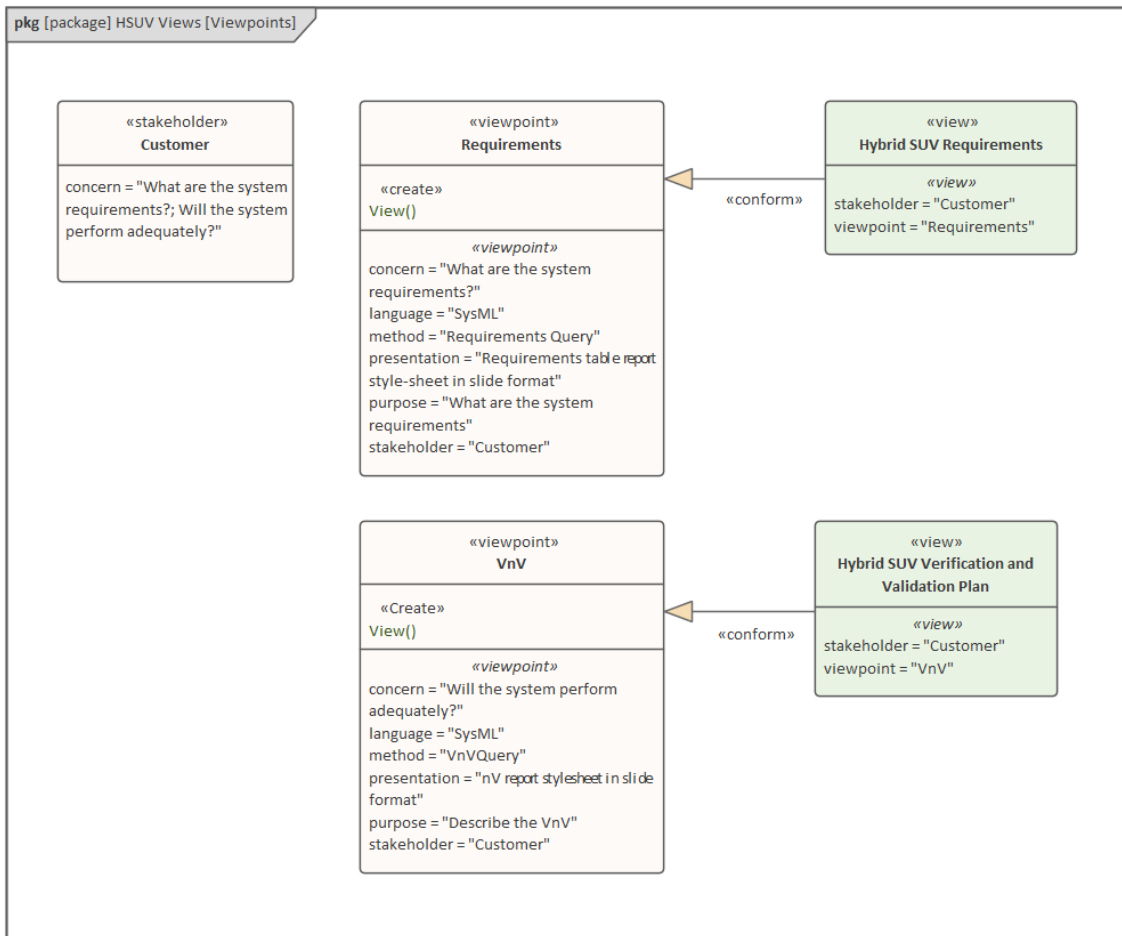 pkg [package] HSUV Views [Viewpoints]
«stakeholder»
Customer
concern = "What are the system
requirements?; Will the system
perform adequately?"
«viewpoint»
Requirements
«create»
View()
«viewpoint»
concern = "What are the system
requirements?"
language = "SysML"
method = "Requirements Query"
presentation = "Requirements table report
style-sheet in slide format"
purpose = "What are the system
requirements"
stakeholder = "Customer"
«conform»
«view»
Hybrid SUV Requirements
«view»
stakeholder = "Customer"
viewpoint = "Requirements"
«viewpoint»
VnV
«Create»
View()
«viewpoint»
concern = "Will the system perform
adequately?"
language = "SysML"
method = "VnVQuery"
presentation = "nV report stylesheet in slide
format"
purpose = "Describe the VnV"
stakeholder = "Customer"
«conform»
«view»
Hybrid SUV Verification and
Validation Plan
«view»
stakeholder = "Customer"
viewpoint = "VnV"